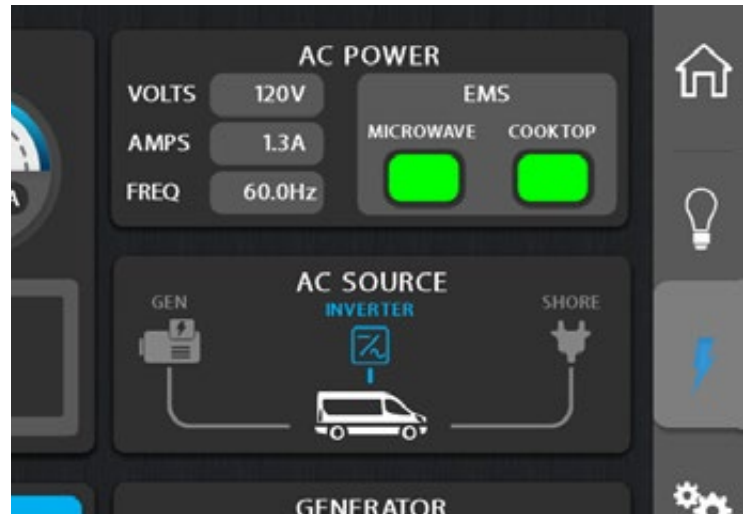 AC POWER
VOLTS 120V
AMPS 1.3A
FREQ 60.0Hz
EMS
MICROWAVE COOKTOP
A
AC SOURCE
GEN INVERTER SHORE
GENERATOR